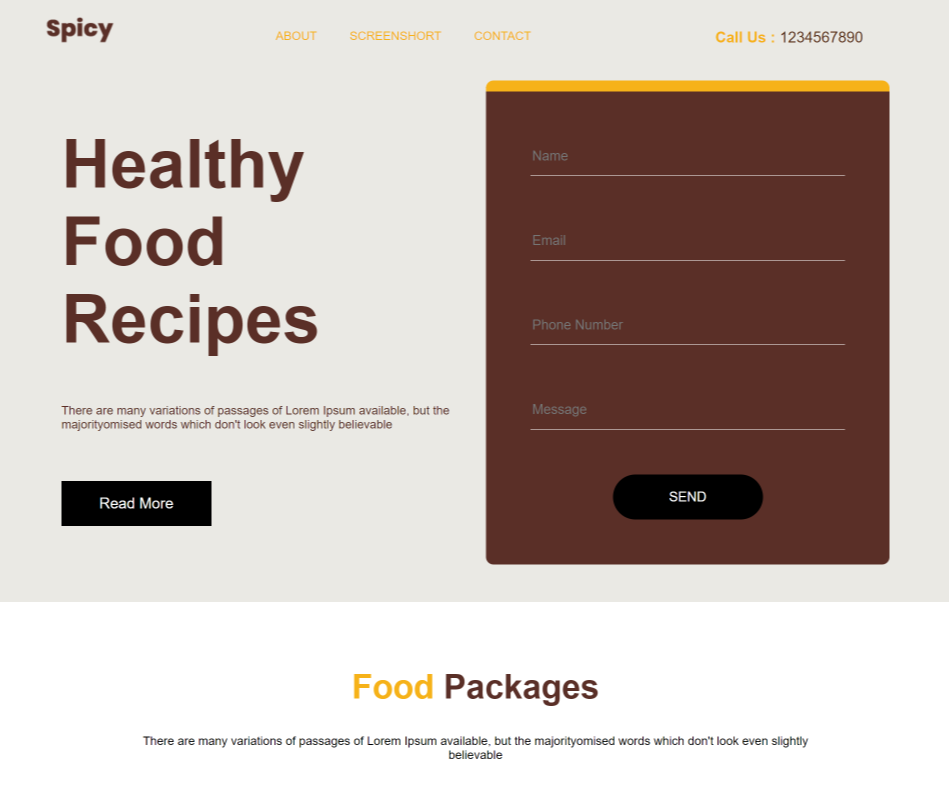 Spicy
ABOUT
SCREENSHORT
CONTACT
Call Us : 1234567890
Healthy
Food
Recipes
There are many variations of passages of Lorem Ipsum available, but the
majorityomised words which don't look even slightly believable
Read More
Name
Email
Phone Number
Message
SEND
Food Packages
There are many variations of passages of Lorem Ipsum available, but the majorityomised words which don't look even slightly
believable